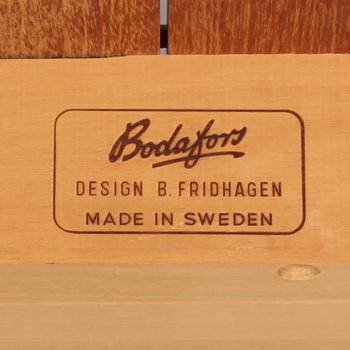 Bodafors
DESIGN B. FRIDHAGEN
MADE IN SWEDEN